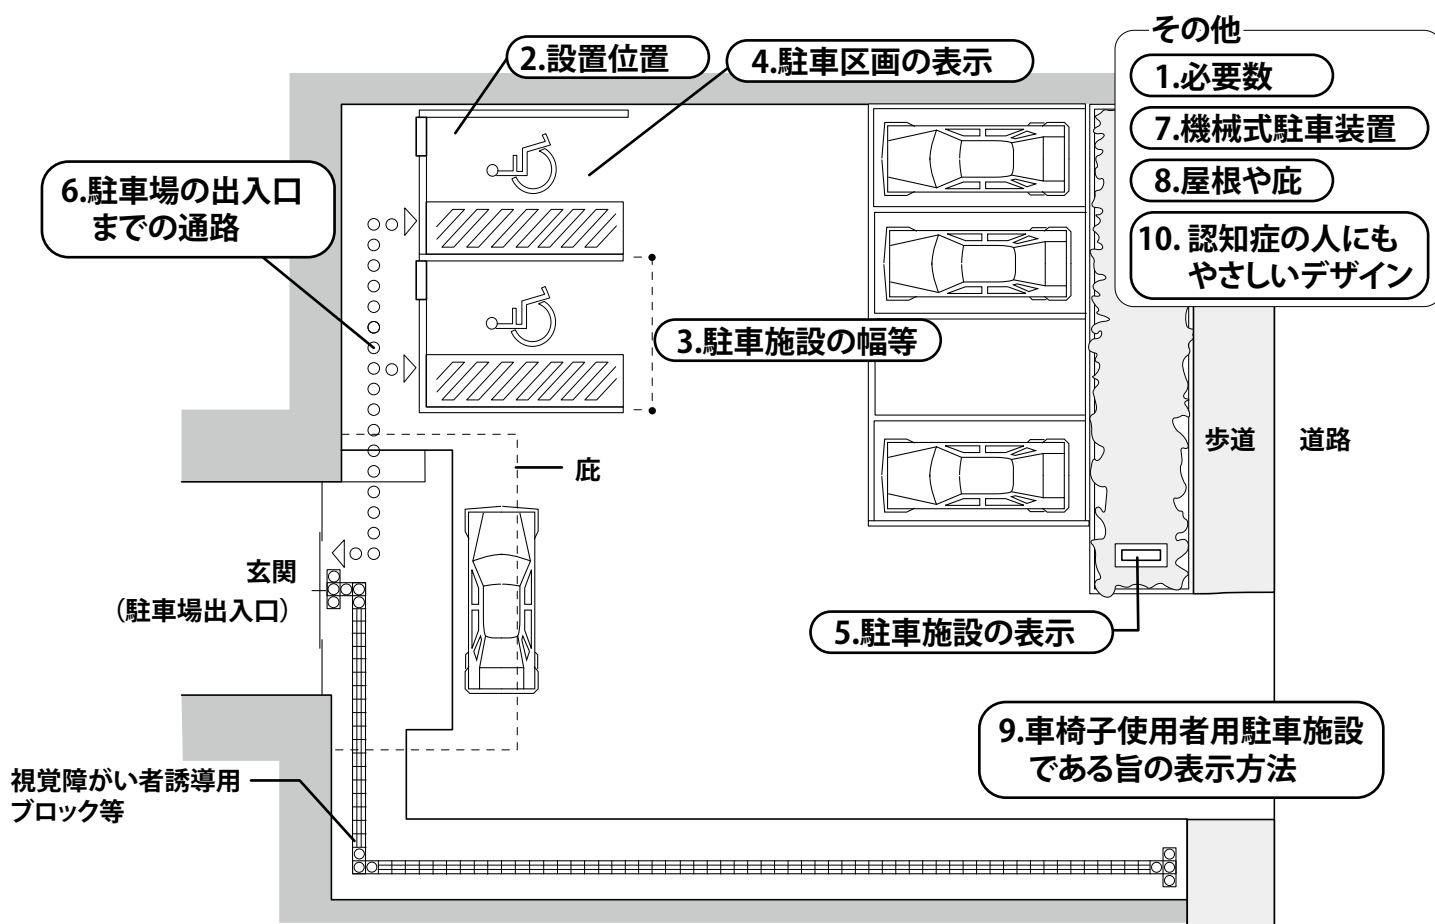 2.設置位置
4.駐車区画の表示
その他
1.必要数
7.機械式駐車装置
8.屋根や庇
10. 認知症の人にも
やさしいデザイン
6.駐車場の出入口
までの通路
3.駐車施設の幅等
歩道
道路
庇
玄関
(駐車場出入口)
5.駐車施設の表示
9.車椅子使用者用駐車施設
である旨の表示方法
視覚障がい者誘導用
ブロック等